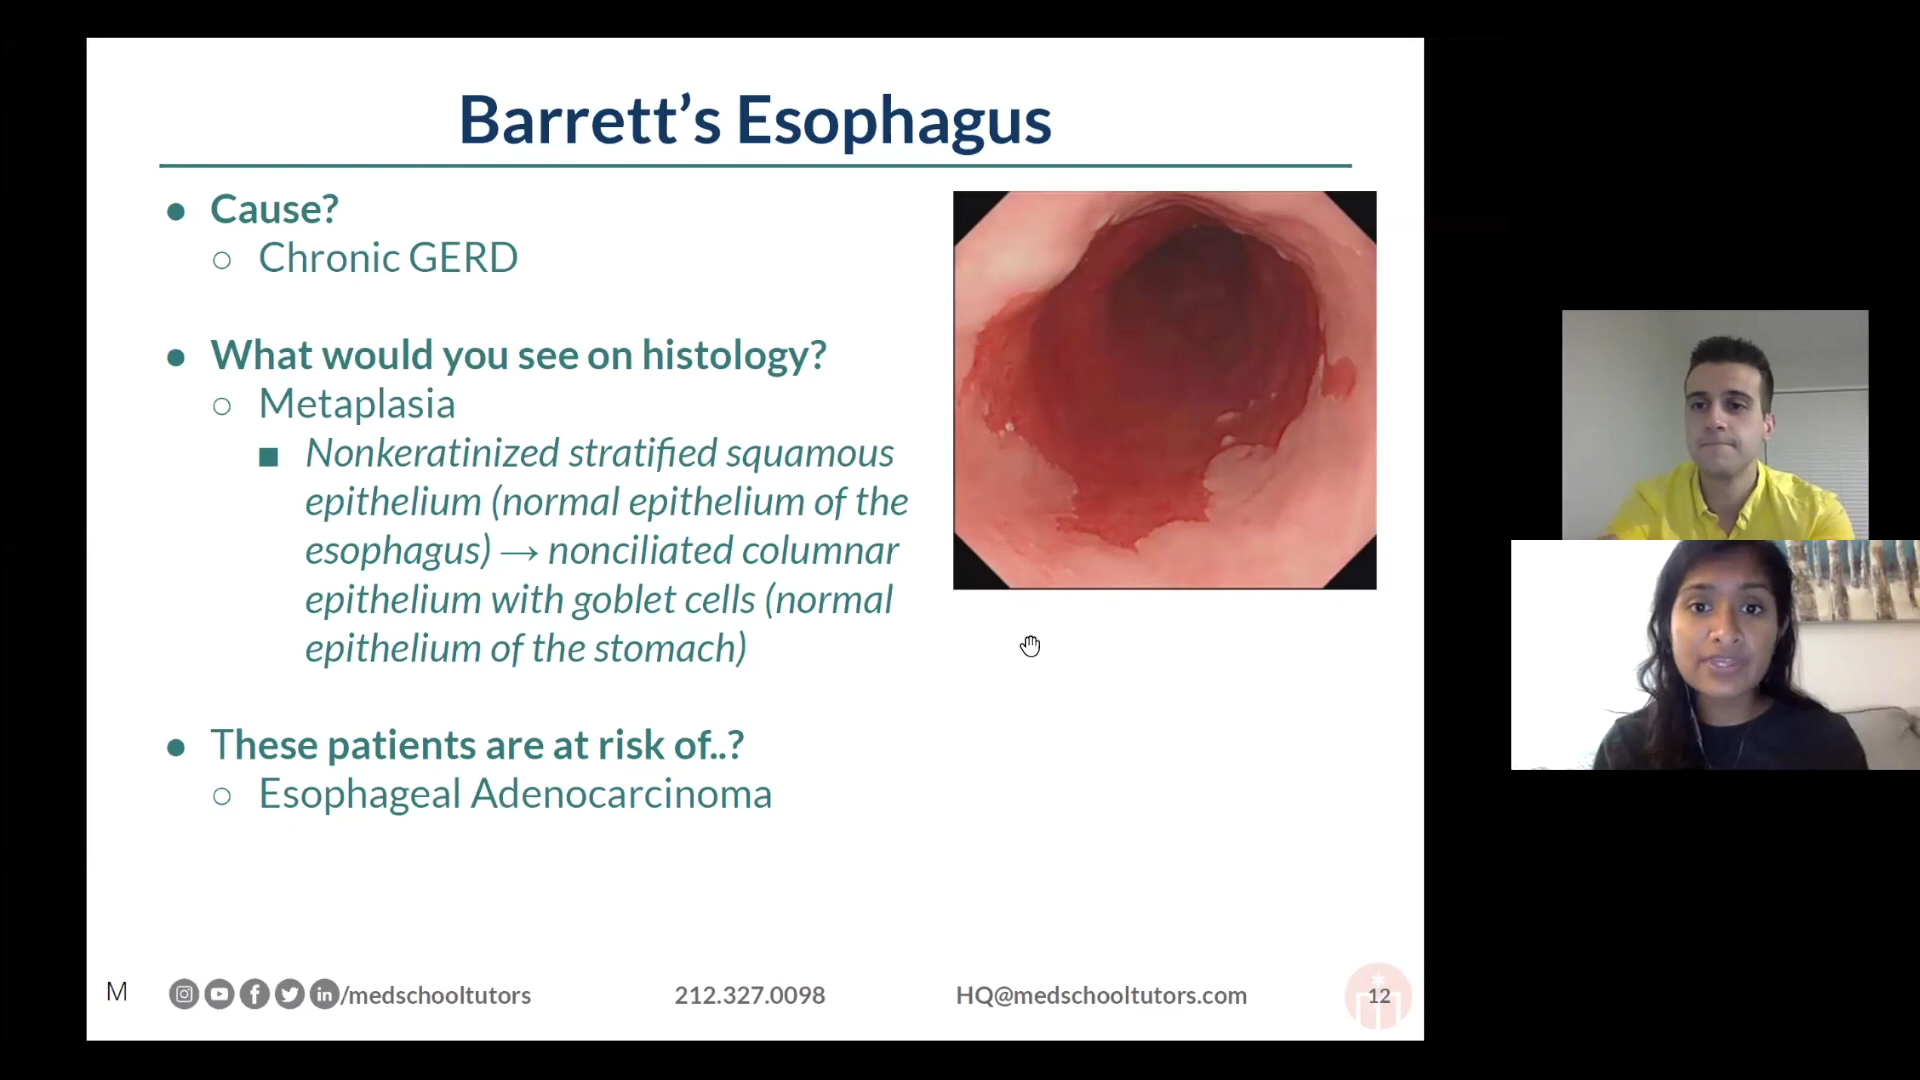 Barrett’s Esophagus
● Cause?
○ Chronic GERD
● What would you see on histology?
○ Metaplasia
■ Nonkeratinized stratified squamous
epithelium (normal epithelium of the
esophagus) → nonciliated columnar
epithelium with goblet cells (normal
epithelium of the stomach)
● These patients are at risk of..?
○ Esophageal Adenocarcinoma
M /medschooltutors 212.327.0098 HQ@medschooltutors.com 12